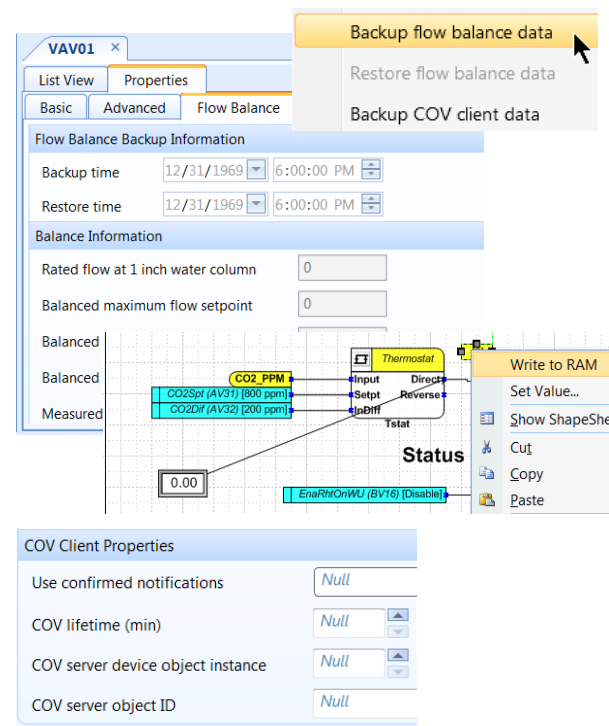 Backup flow balance data
Restore flow balance data
Backup COV client data
VAV01 ×
List View Properties
Basic Advanced Flow Balance
Flow Balance Backup Information
Backup time 12/31/1969 6:00:00 PM
Restore time 12/31/1969 6:00:00 PM
Balance Information
Rated flow at 1 inch water column 0
Balanced maximum flow setpoint 0
Balanced
Balanced
Measured
Thermostat
CO2_PPM Input Direct
CO2Spt (AV31) [800 ppm] Setpt Reverse
CO2Dif (AV32) [200 ppm] InDiff
Tstat
Status
0.00
EnaRhtOnWU (BV16) [Disable]
Write to RAM
Set Value...
Show ShapeShe
Cut
Copy
Paste
COV Client Properties
Use confirmed notifications Null
COV lifetime (min) Null
COV server device object instance Null
COV server object ID Null